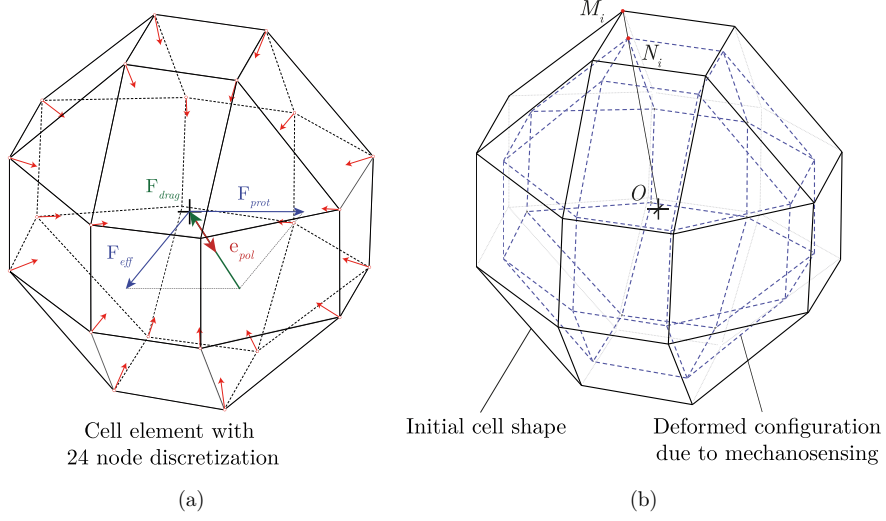 M_i
N_i
O
F_drag
F_prot
F_eff
e_pol
Cell element with
24 node discretization
Initial cell shape
Deformed configuration
due to mechanosensing
(a)
(b)